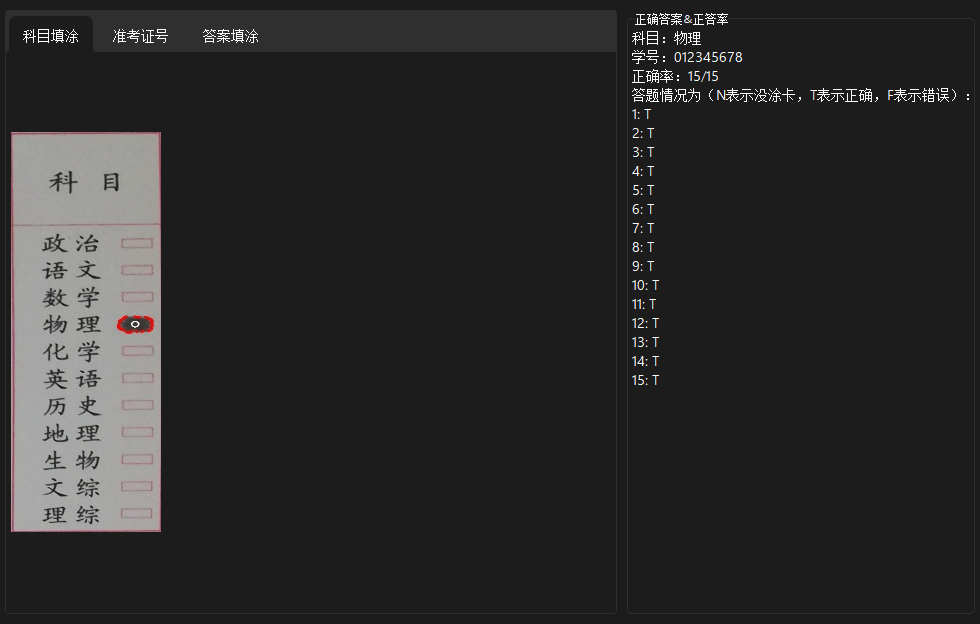 科目填涂 准考证号 答案填涂
科 目
政治
语文
数学
物理
化学
英语
历史
地理
生物
文综
理综
正确答案&正答率
科目：物理
学号：012345678
正确率：15/15
答题情况为（N表示没涂卡，T表示正确，F表示错误）：
1: T
2: T
3: T
4: T
5: T
6: T
7: T
8: T
9: T
10: T
11: T
12: T
13: T
14: T
15: T